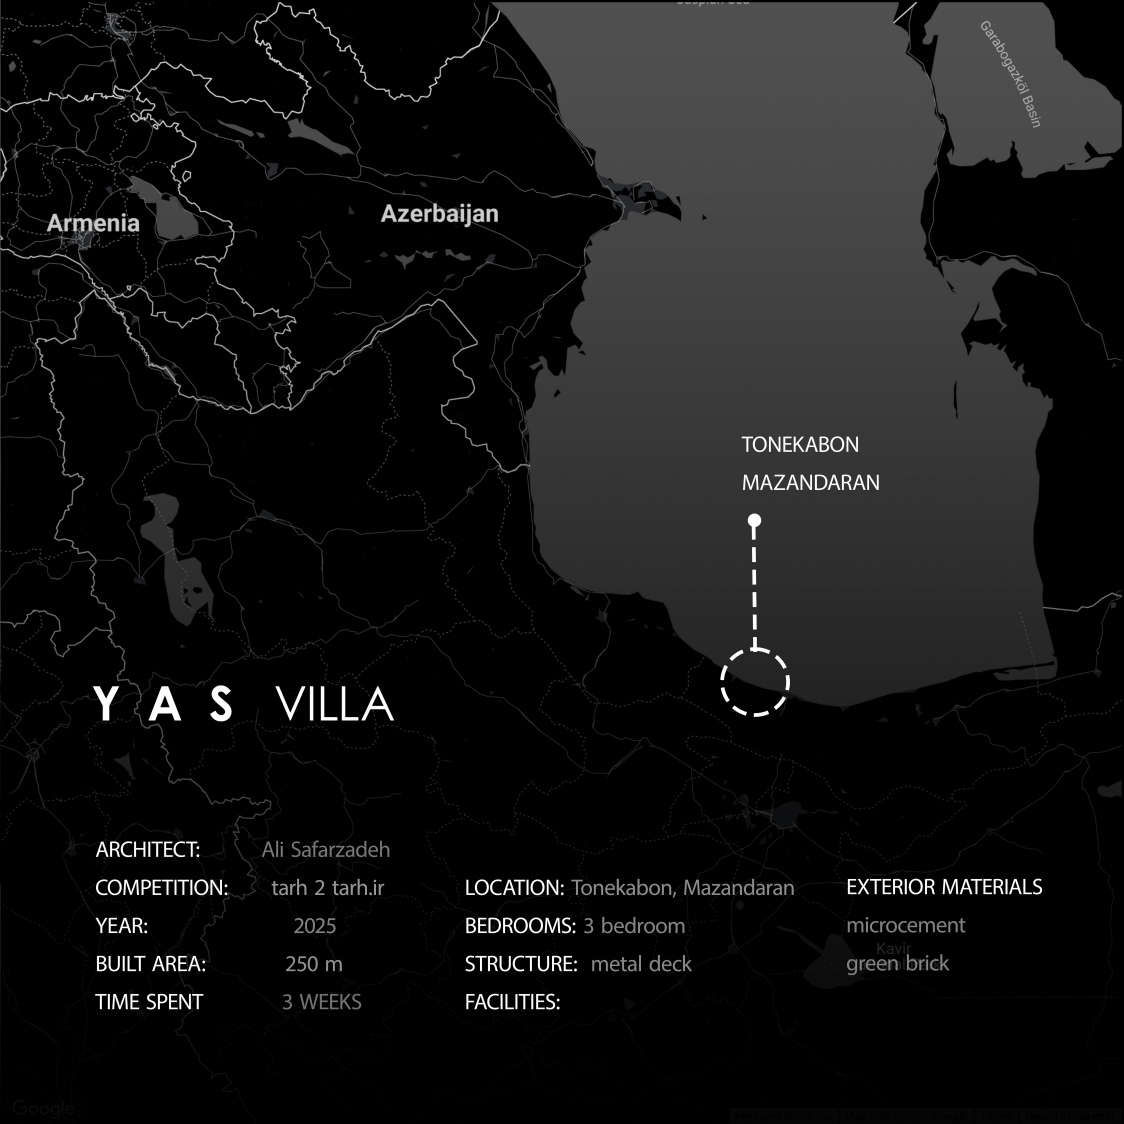 Garabogazköl Basin
Armenia
Azerbaijan
TONEKABON
MAZANDARAN
YAS VILLA
ARCHITECT: Ali Safarzadeh
COMPETITION: tarh 2 tarh.ir
YEAR: 2025
BUILT AREA: 250 m
TIME SPENT 3 WEEKS
LOCATION: Tonekabon, Mazandaran
BEDROOMS: 3 bedroom
STRUCTURE: metal deck
FACILITIES:
EXTERIOR MATERIALS
microcement
Kavir
green brick
Google